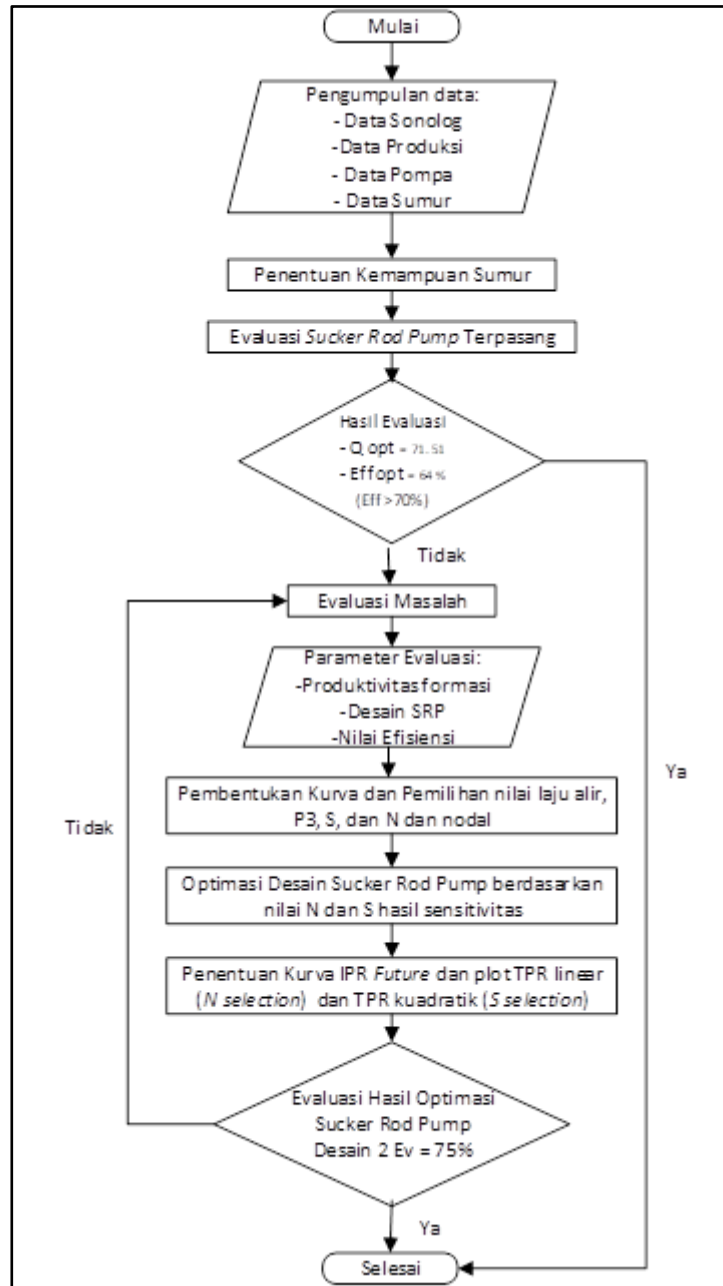 Mulai
Pengumpulan data:
- Data Sonolog
-Data Produksi
- Data Pompa
- Data Sumur
Penentuan Kemampuan Sumur
Evaluasi Sucker Rod Pump Terpasang
Hasil Evaluasi
- Q opt = 71.51
- Eff opt = 64 %
(Eff >70%)
Tidak
Evaluasi Masalah
Parameter Evaluasi:
-Produktivitas formasi
-Desain SRP
-Nilai Efisiensi
Ya
Pembentukan Kurva dan Pemilihan nilai laju alir,
P3, S, dan N dan nodal
Tidak
Optimasi Desain Sucker Rod Pump berdasarkan
nilai N dan S hasil sensitivitas
Penentuan Kurva IPR Future dan plot TPR linear
(N selection) dan TPR kuadratik (S selection)
Evaluasi Hasil Optimasi
Sucker Rod Pump
Desain 2 Ev = 75%
Ya
Selesai